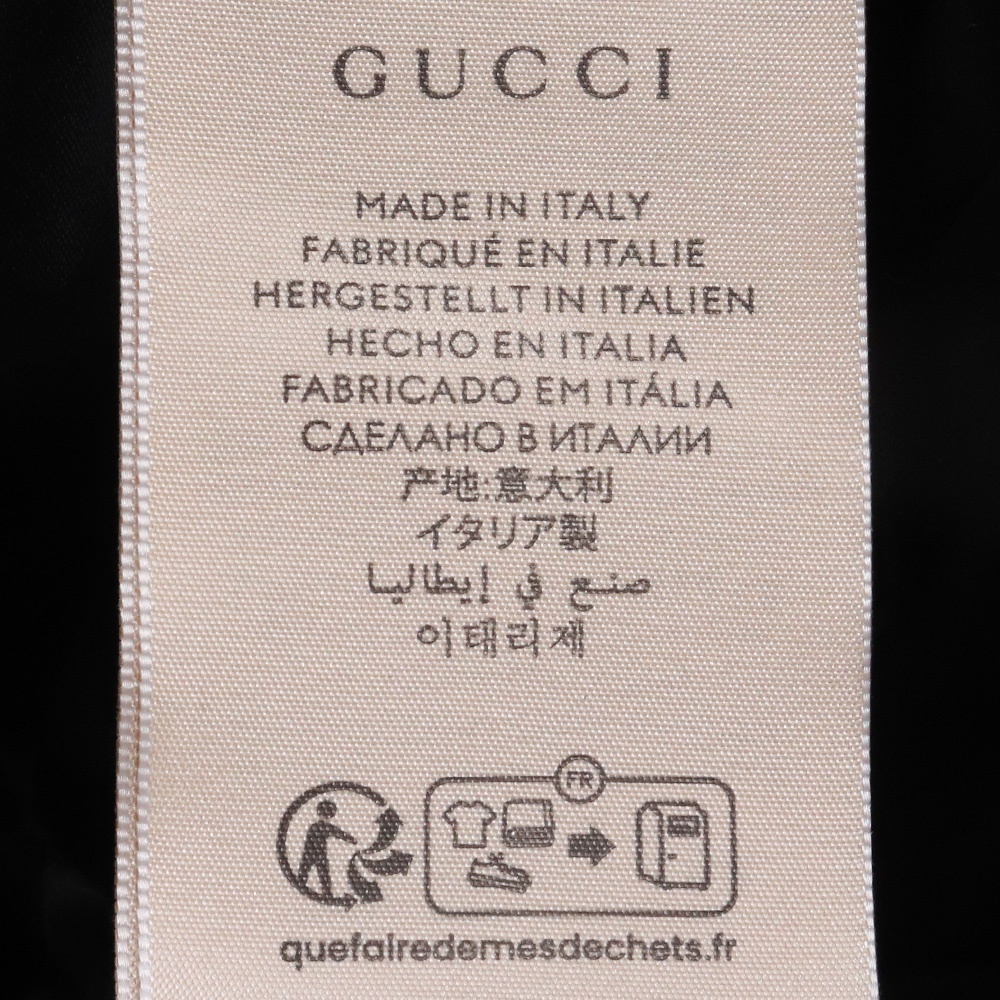 GUCCI
MADE IN ITALY
FABRIQUÉ EN ITALIE
HERGESTELLT IN ITALIEN
HECHO EN ITALIA
FABRICADO EM ITÁLIA
СДЕЛАНО В ИТАЛИИ
产地:意大利
イタリア製
صنع في إيطاليا
이태리제
FR
quefairedemesdechets.fr